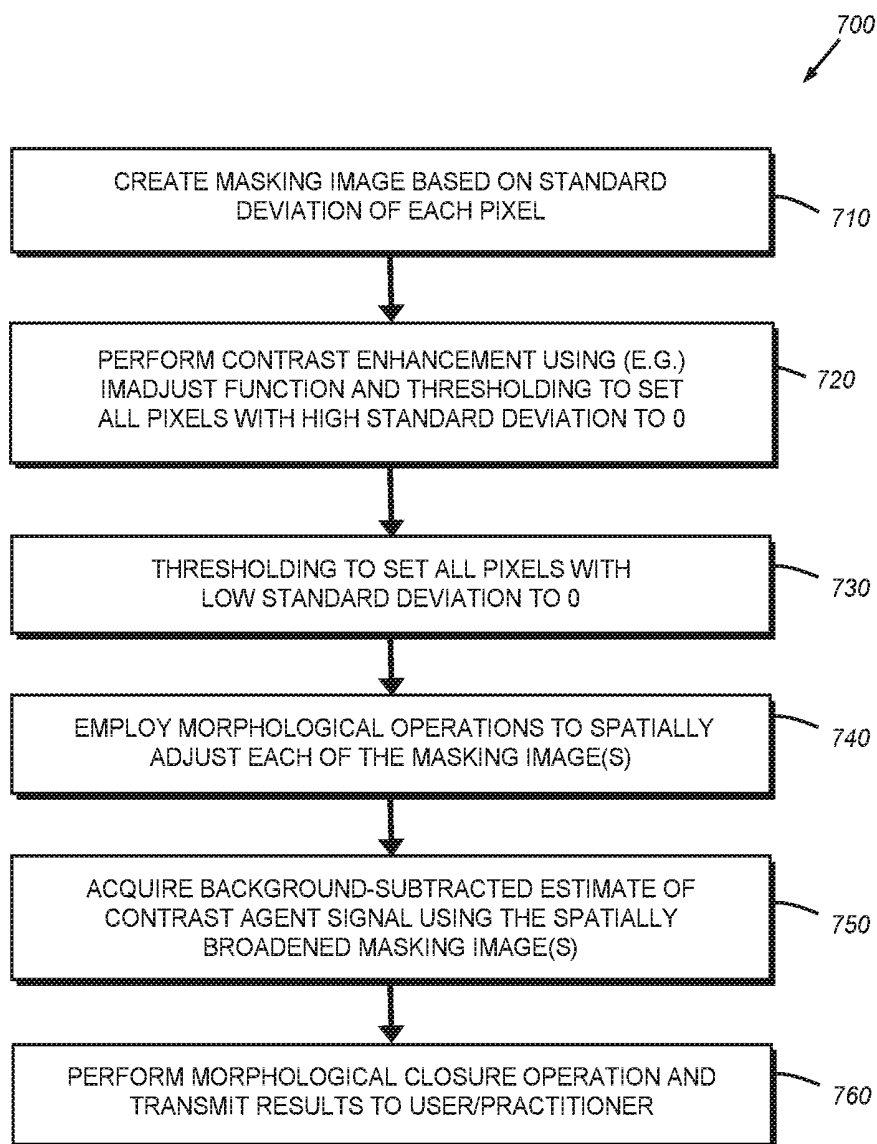 700
CREATE MASKING IMAGE BASED ON STANDARD
DEVIATION OF EACH PIXEL
710
PERFORM CONTRAST ENHANCEMENT USING (E.G.)
IMADJUST FUNCTION AND THRESHOLDING TO SET
ALL PIXELS WITH HIGH STANDARD DEVIATION TO 0
720
THRESHOLDING TO SET ALL PIXELS WITH
LOW STANDARD DEVIATION TO 0
730
EMPLOY MORPHOLOGICAL OPERATIONS TO SPATIALLY
ADJUST EACH OF THE MASKING IMAGE(S)
740
ACQUIRE BACKGROUND-SUBTRACTED ESTIMATE OF
CONTRAST AGENT SIGNAL USING THE SPATIALLY
BROADENED MASKING IMAGE(S)
750
PERFORM MORPHOLOGICAL CLOSURE OPERATION AND
TRANSMIT RESULTS TO USER/PRACTITIONER
760